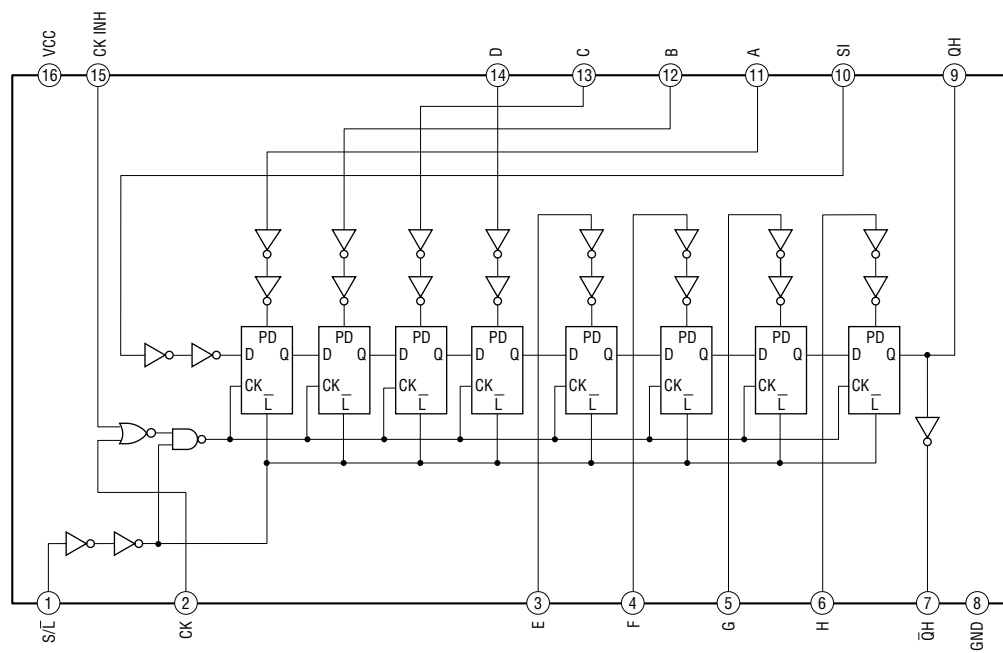 VCC
CK INH
D
C
B
A
SI
QH
16
15
14
13
12
11
10
9
PD PD PD PD PD PD PD PD
D Q D Q D Q D Q D Q D Q D Q D Q
CK CK CK CK CK CK CK CK
L̅ L̅ L̅ L̅ L̅ L̅ L̅ L̅
1
2
3
4
5
6
7
8
S/L̅
CK
E
F
G
H
Q̅H
GND